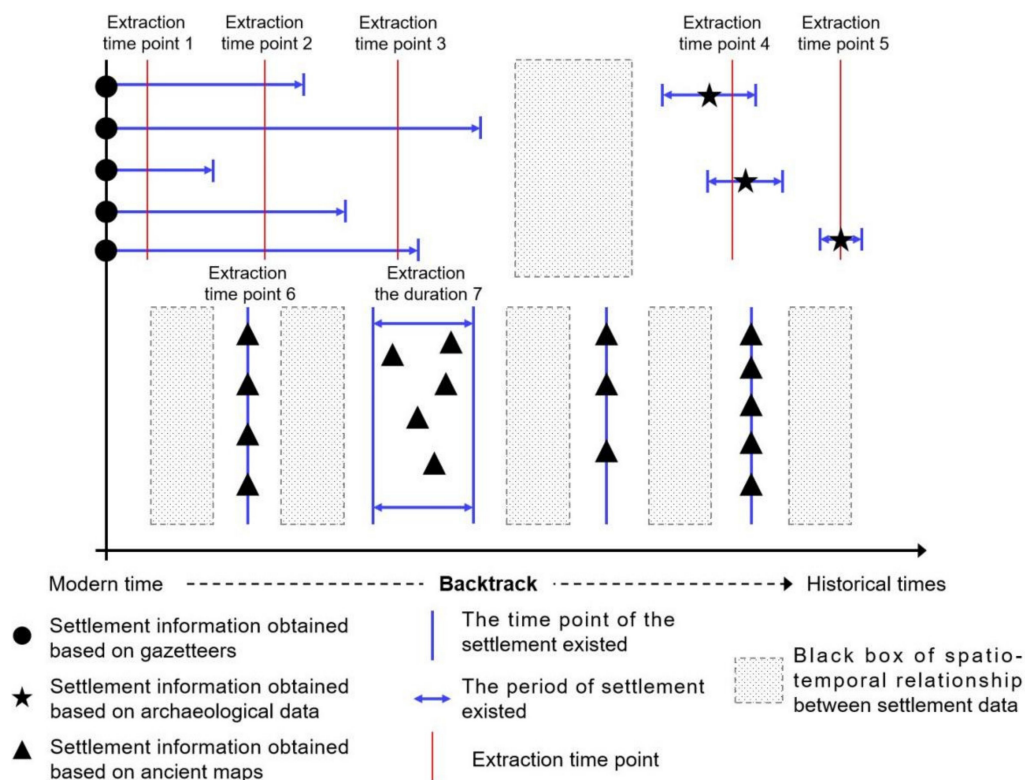 Extraction
time point 1
Extraction
time point 2
Extraction
time point 3
Extraction
time point 4
Extraction
time point 5
Extraction
time point 6
Extraction
the duration 7
Modern time
Backtrack
Historical times
Settlement information obtained
based on gazetteers
Settlement information obtained
based on archaeological data
Settlement information obtained
based on ancient maps
The time point of the
settlement existed
The period of settlement
existed
Extraction time point
Black box of spatio-
temporal relationship
between settlement data